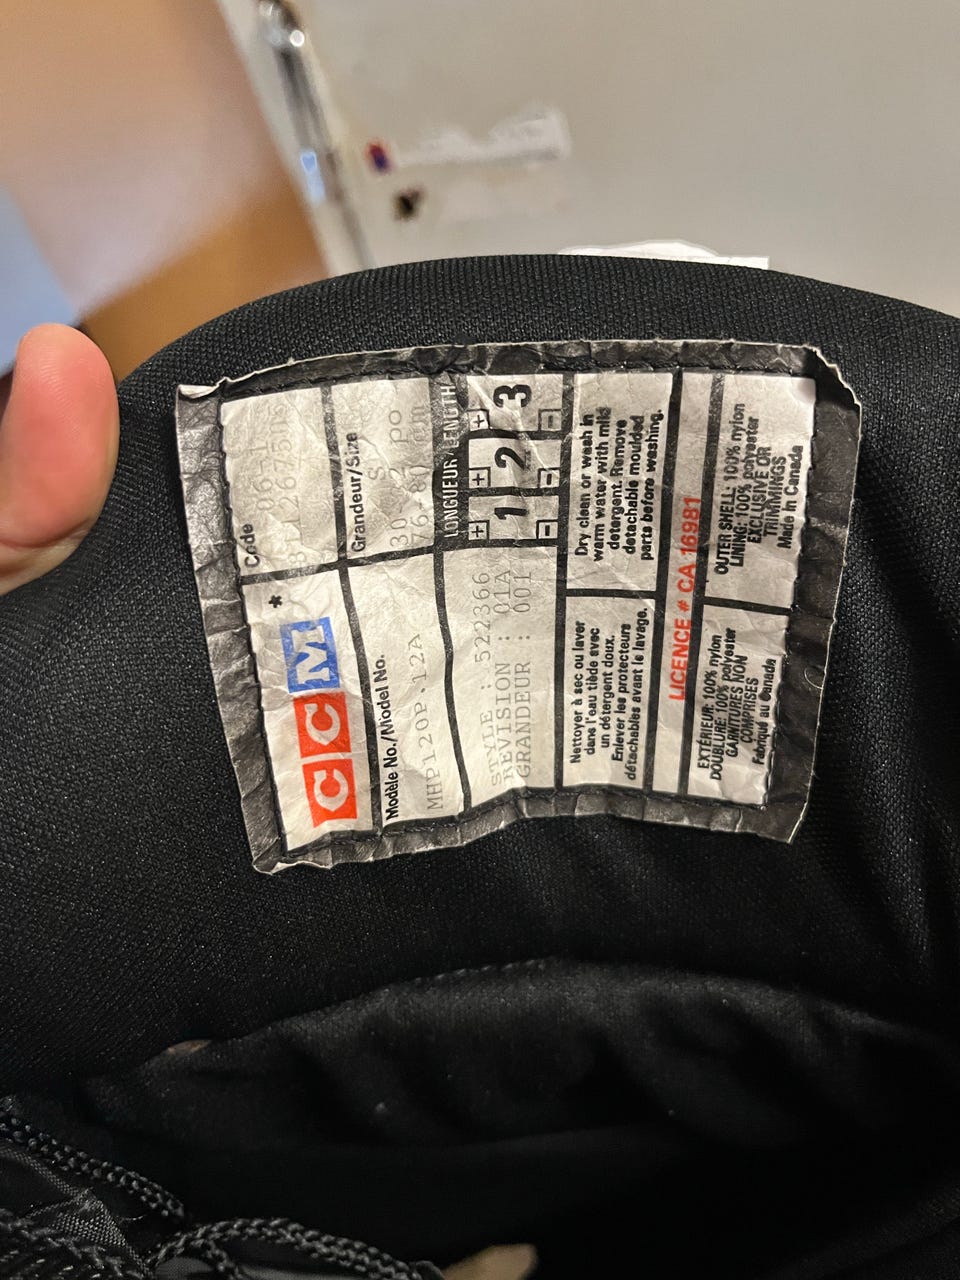 CCM*
Code
Modèle No./Model No.
MHP120P·12A
Grandeur/Size
S
30-32 po
76-80 cm
STYLE : 522366
REVISION : 01A
GRANDEUR : 001
LONGUEUR/LENGTH
+ + +
1 2 3
- - -
Nettoyer à sec ou laver
dans l'eau tiède avec
un détergent doux.
Enlever les protecteurs
détachables avant le lavage.
Dry clean or wash in
warm water with mild
detergent. Remove
detachable moulded
parts before washing.
LICENCE # CA 16981
EXTÉRIEUR: 100% nylon
DOUBLURE: 100% polyester
GARNITURES NON
COMPRISES
Fabriqué au Canada
OUTER SHELL: 100% nylon
LINING: 100% polyester
EXCLUSIVE OR
TRIMMINGS
Made in Canada